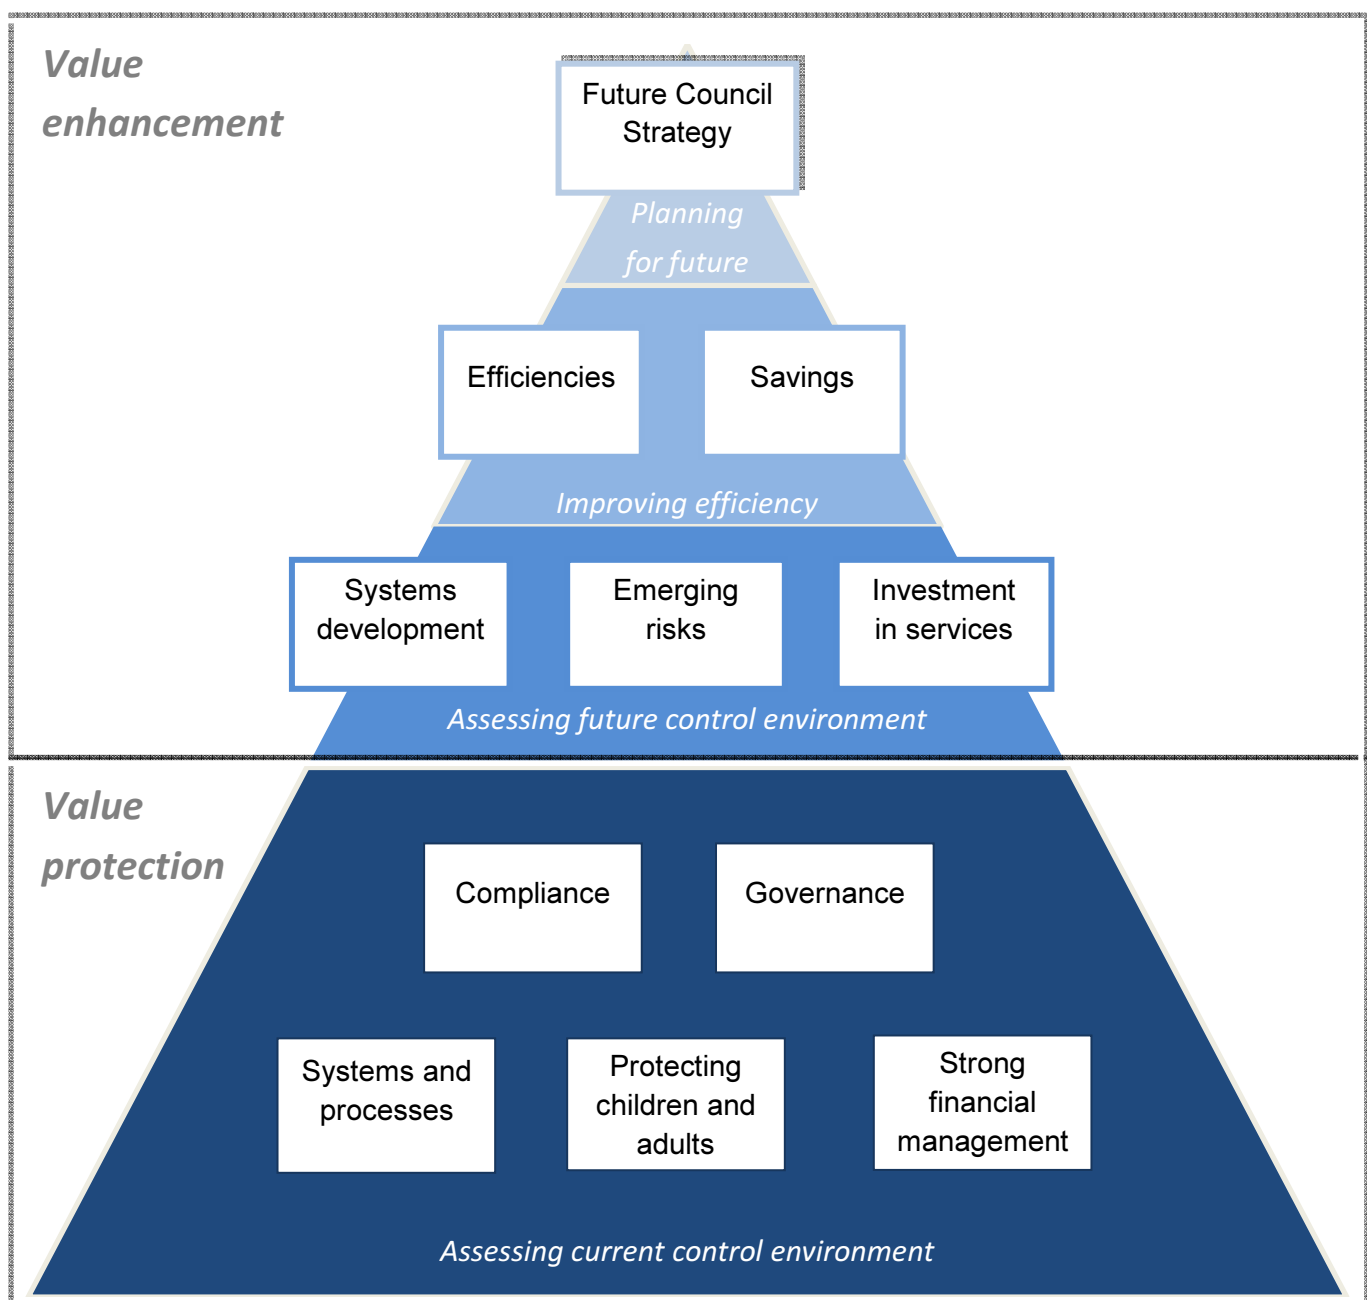 Value
enhancement
Future Council
Strategy
Planning
for future
Efficiencies
Savings
Improving efficiency
Systems
development
Emerging
risks
Investment
in services
Assessing future control environment
Value
protection
Compliance
Governance
Systems and
processes
Protecting
children and
adults
Strong
financial
management
Assessing current control environment